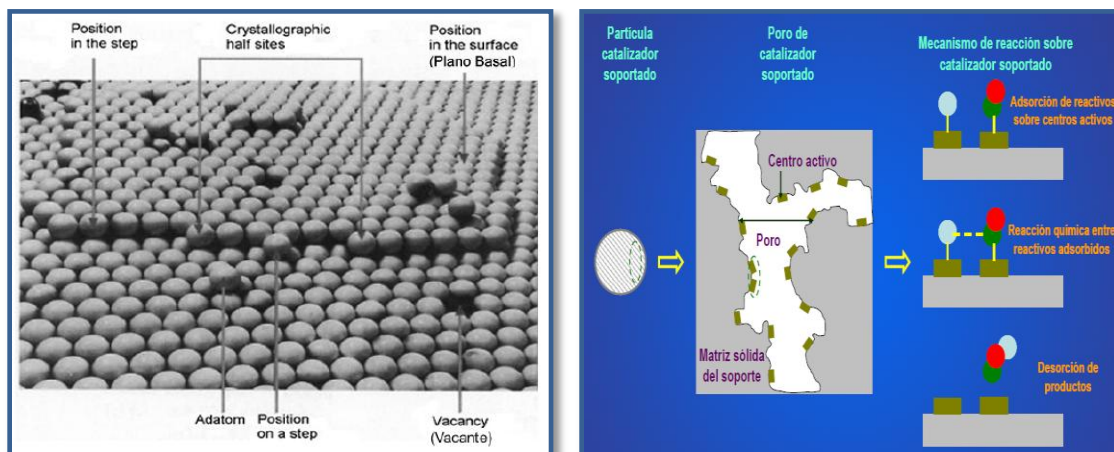 Position
in the step
Crystallographic
half sites
Position
in the surface
(Plano Basal)
Adatom
Position
on a step
Vacancy
(Vacante)
Partícula
catalizador
soportado
Poro de
catalizador
soportado
Mecanismo de reacción sobre
catalizador soportado
Centro activo
Poro
Matriz sólida
del soporte
Adsorción de reactivos
sobre centros activos
Reacción química entre
reactivos adsorbidos
Desorción de
productos